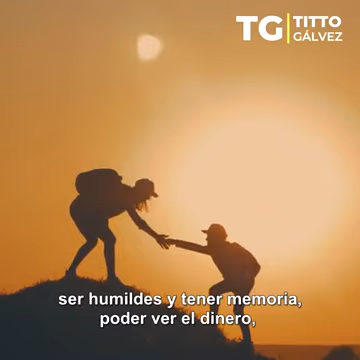 TG TITTO
GÁLVEZ
ser humildes y tener memoria,
poder ver el dinero,